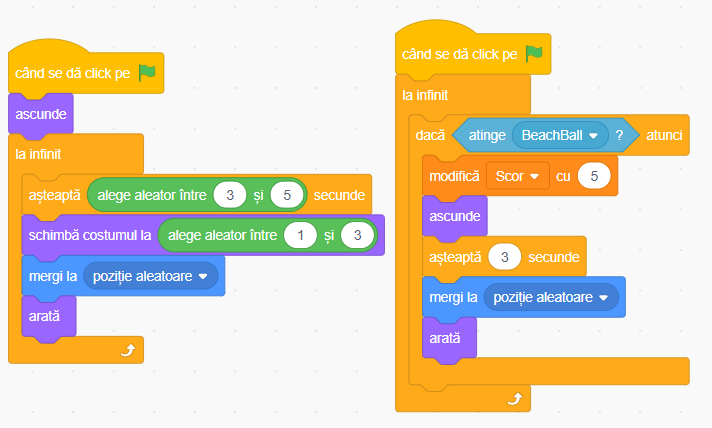 când se dă click pe
ascunde
la infinit
așteaptă alege aleator între 3 și 5 secunde
schimbă costumul la alege aleator între 1 și 3
mergi la poziție aleatoare
arată
când se dă click pe
la infinit
dacă atinge BeachBall ? atunci
modifică Scor cu 5
ascunde
așteaptă 3 secunde
mergi la poziție aleatoare
arată